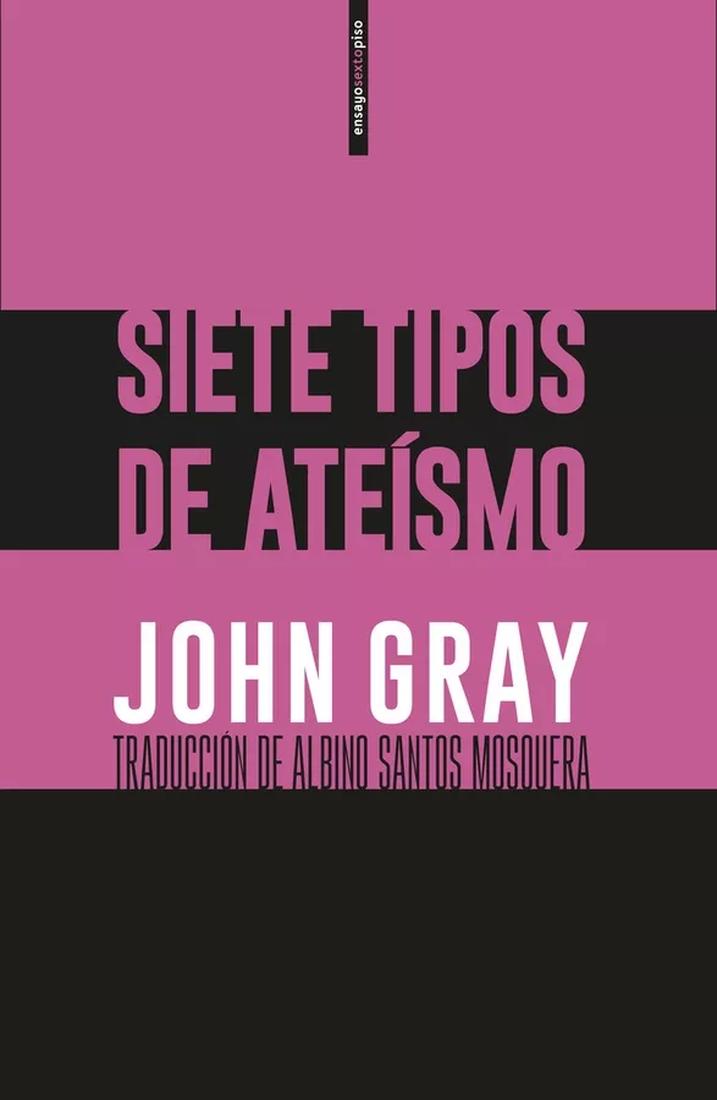 ensayosextopiso
SIETE TIPOS
DE ATEÍSMO
JOHN GRAY
TRADUCCIÓN DE ALBINO SANTOS MOSQUERA